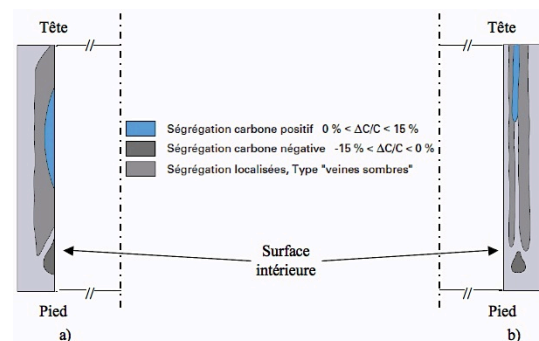 Tête
Tête
Ségrégation carbone positif 0 % < ΔC/C < 15 %
Ségrégation carbone négative -15 % < ΔC/C < 0 %
Ségrégation localisées, Type "veines sombres"
Surface
intérieure
Pied
Pied
a)
b)